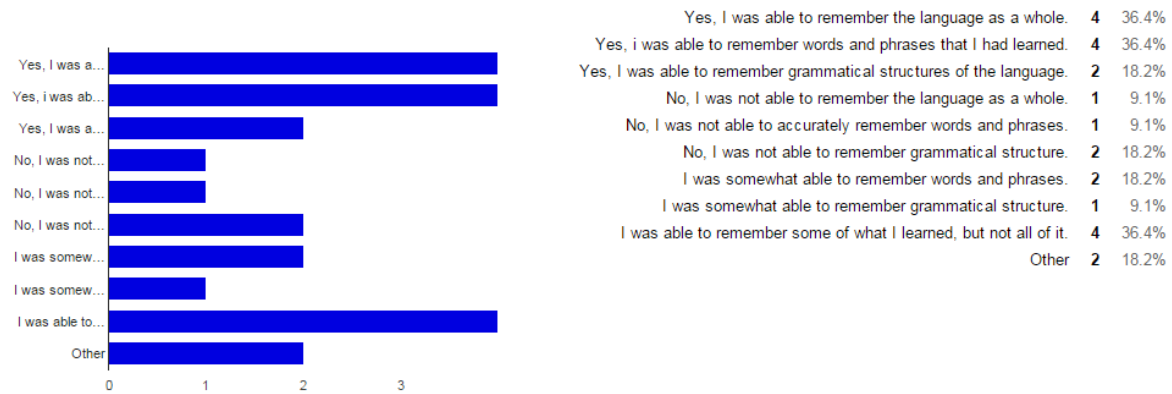 Yes, I was a...
Yes, i was ab...
Yes, I was a...
No, I was not...
No, I was not...
No, I was not...
I was somew...
I was somew...
I was able to...
Other
0 1 2 3
Yes, I was able to remember the language as a whole. 4 36.4%
Yes, i was able to remember words and phrases that I had learned. 4 36.4%
Yes, I was able to remember grammatical structures of the language. 2 18.2%
No, I was not able to remember the language as a whole. 1 9.1%
No, I was not able to accurately remember words and phrases. 1 9.1%
No, I was not able to remember grammatical structure. 2 18.2%
I was somewhat able to remember words and phrases. 2 18.2%
I was somewhat able to remember grammatical structure. 1 9.1%
I was able to remember some of what I learned, but not all of it. 4 36.4%
Other 2 18.2%